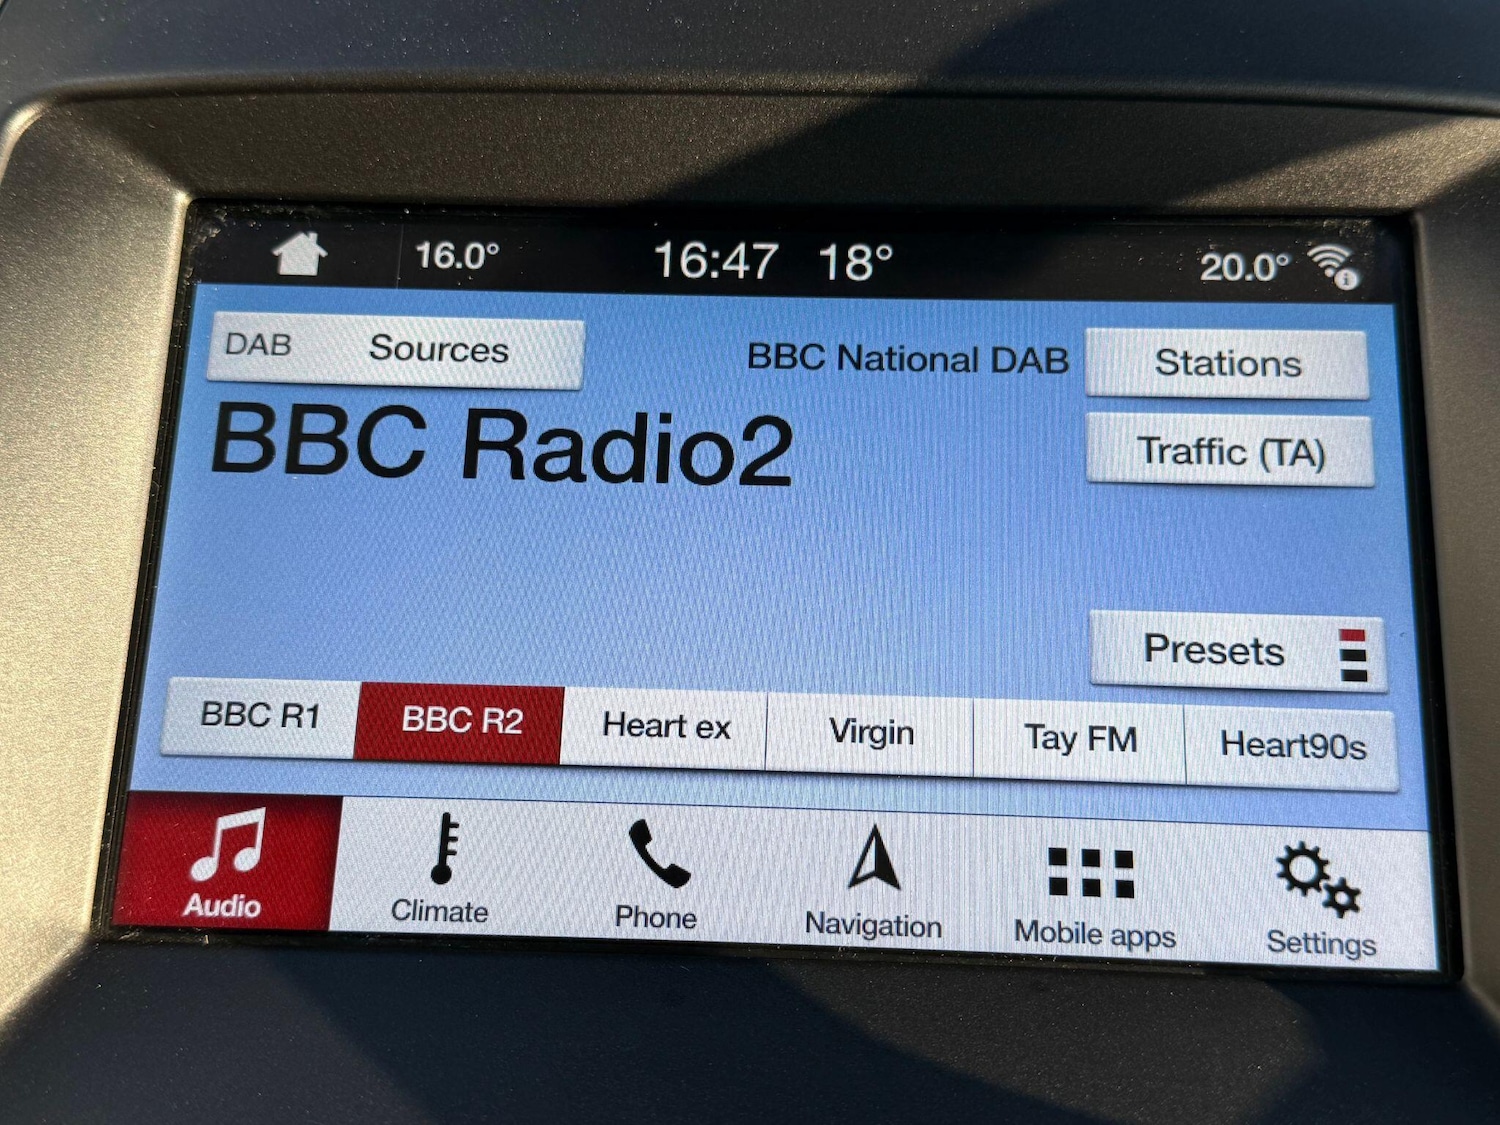 16.0° 16:47 18° 20.0°
DAB Sources BBC National DAB Stations
BBC Radio2
Traffic (TA)
Presets
BBC R1 BBC R2 Heart ex Virgin Tay FM Heart90s
Audio Climate Phone Navigation Mobile apps Settings